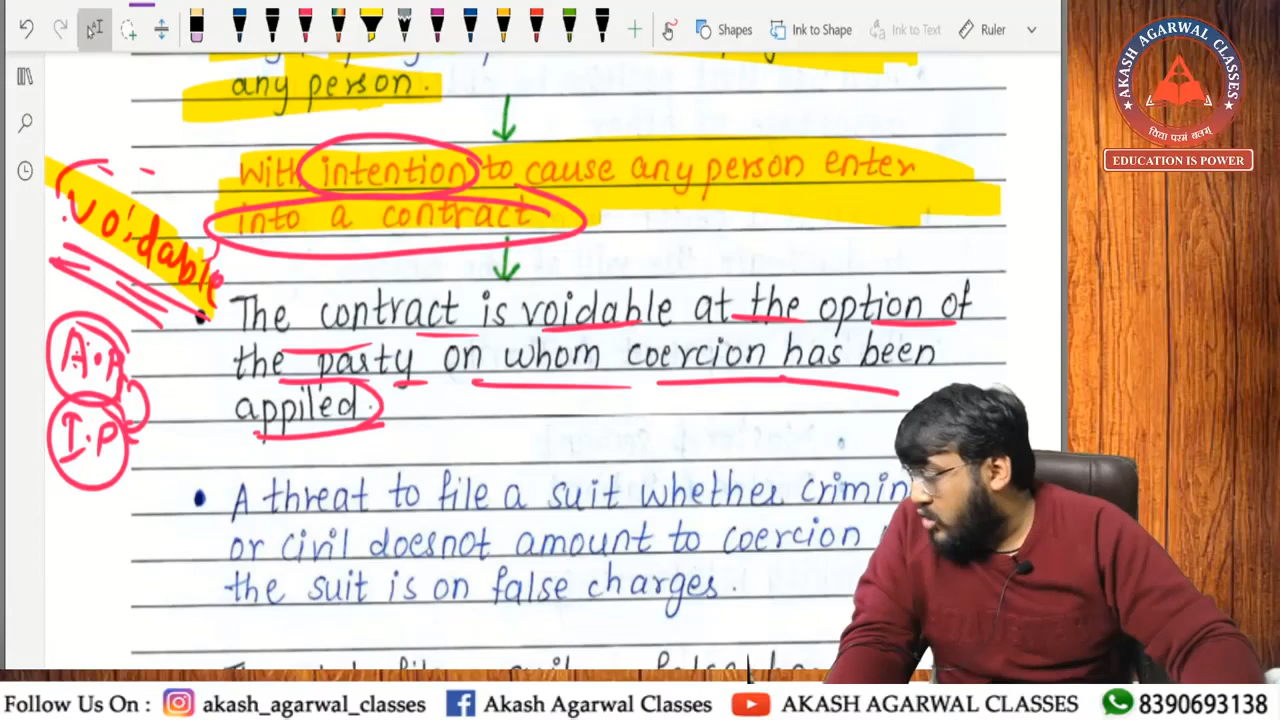 Shapes
Ink to Shape
Ink to Text
Ruler
AKASH AGARWAL CLASSES
विद्या परमं बलम्
EDUCATION IS POWER
any person.
with intention to cause any person enter
into a contract
voidable
The contract is voidable at the option of
the party on whom coercion has been
appiled.
A.P
I.P
A threat to file a suit whether crimin
or civil doesnot amount to coercion
the suit is on false charges.
Follow Us On : akash_agarwal_classes Akash Agarwal Classes AKASH AGARWAL CLASSES 8390693138